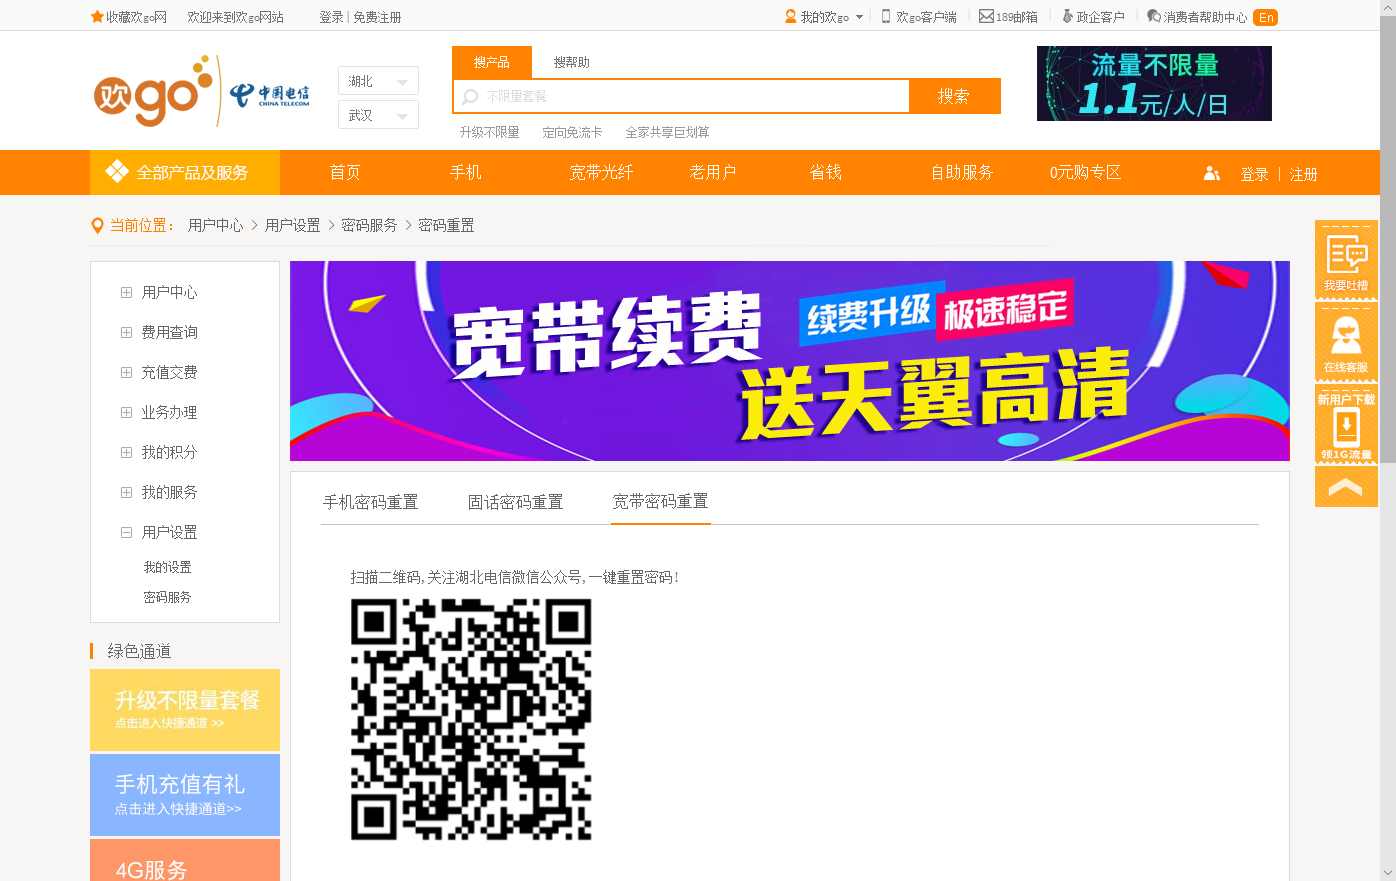 收藏欢go网 欢迎来到欢go网站 登录 | 免费注册 我的欢go 欢go客户端 189邮箱 政企客户 消费者帮助中心 En
欢go 中国电信 CHINA TELECOM
湖北
武汉
搜产品 搜帮助
不限量套餐 搜索
升级不限量 定向免流卡 全家共享巨划算
流量不限量
1.1元/人/日
全部产品及服务 首页 手机 宽带光纤 老用户 省钱 自助服务 0元购专区 登录 | 注册
当前位置： 用户中心 > 用户设置 > 密码服务 > 密码重置
用户中心
费用查询
充值交费
业务办理
我的积分
我的服务
用户设置
我的设置
密码服务
绿色通道
升级不限量套餐
点击进入快捷通道 >>
手机充值有礼
点击进入快捷通道>>
4G服务
宽带续费
续费升级 极速稳定
送天翼高清
手机密码重置 固话密码重置 宽带密码重置
扫描二维码,关注湖北电信微信公众号,一键重置密码!
我要吐槽
在线客服
新用户下载
领1G流量